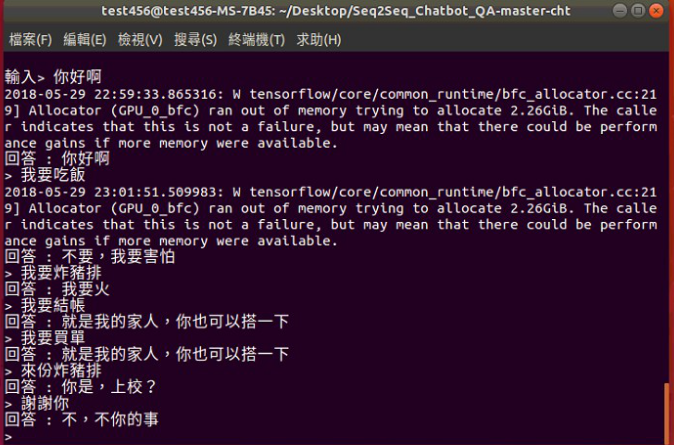 test456@test456-MS-7B45: ~/Desktop/Seq2Seq_Chatbot_QA-master-cht
檔案(F) 編輯(E) 檢視(V) 搜尋(S) 終端機(T) 求助(H)
輸入> 你好啊
2018-05-29 22:59:33.865316: W tensorflow/core/common_runtime/bfc_allocator.cc:21
9] Allocator (GPU_0_bfc) ran out of memory trying to allocate 2.26GiB. The calle
r indicates that this is not a failure, but may mean that there could be perform
ance gains if more memory were available.
回答 : 你好啊
> 我要吃飯
2018-05-29 23:01:51.509983: W tensorflow/core/common_runtime/bfc_allocator.cc:21
9] Allocator (GPU_0_bfc) ran out of memory trying to allocate 2.26GiB. The calle
r indicates that this is not a failure, but may mean that there could be perform
ance gains if more memory were available.
回答 : 不要，我要害怕
> 我要炸豬排
回答 : 我要火
> 我要結帳
回答 : 就是我的家人，你也可以搭一下
> 我要買單
回答 : 就是我的家人，你也可以搭一下
> 來份炸豬排
回答 : 你是，上校？
> 謝謝你
回答 : 不，不你的事
>